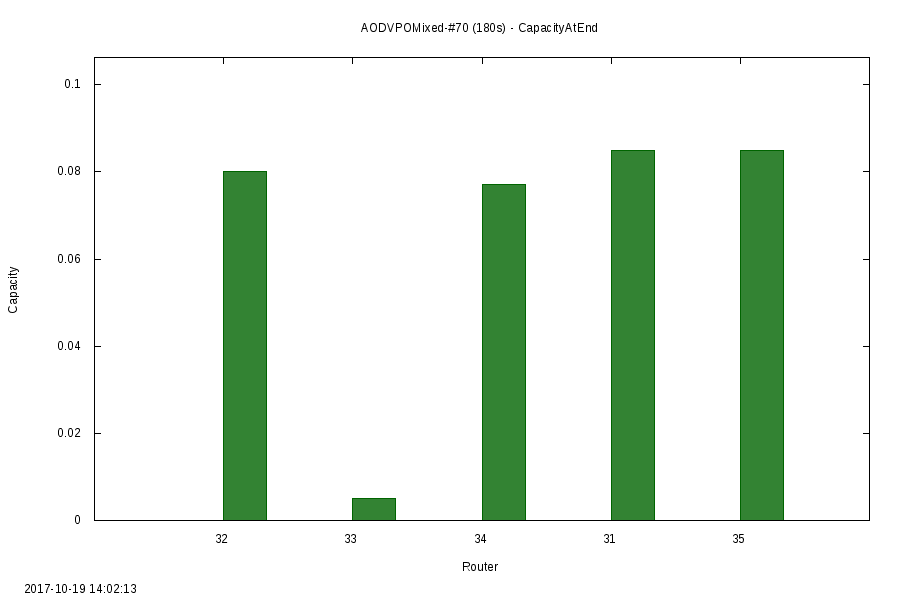 AODVPOMixed-#70 (180s) - CapacityAtEnd
0.1
0.08
0.06
0.04
0.02
0
Capacity
32 33 34 31 35
Router
2017-10-19 14:02:13